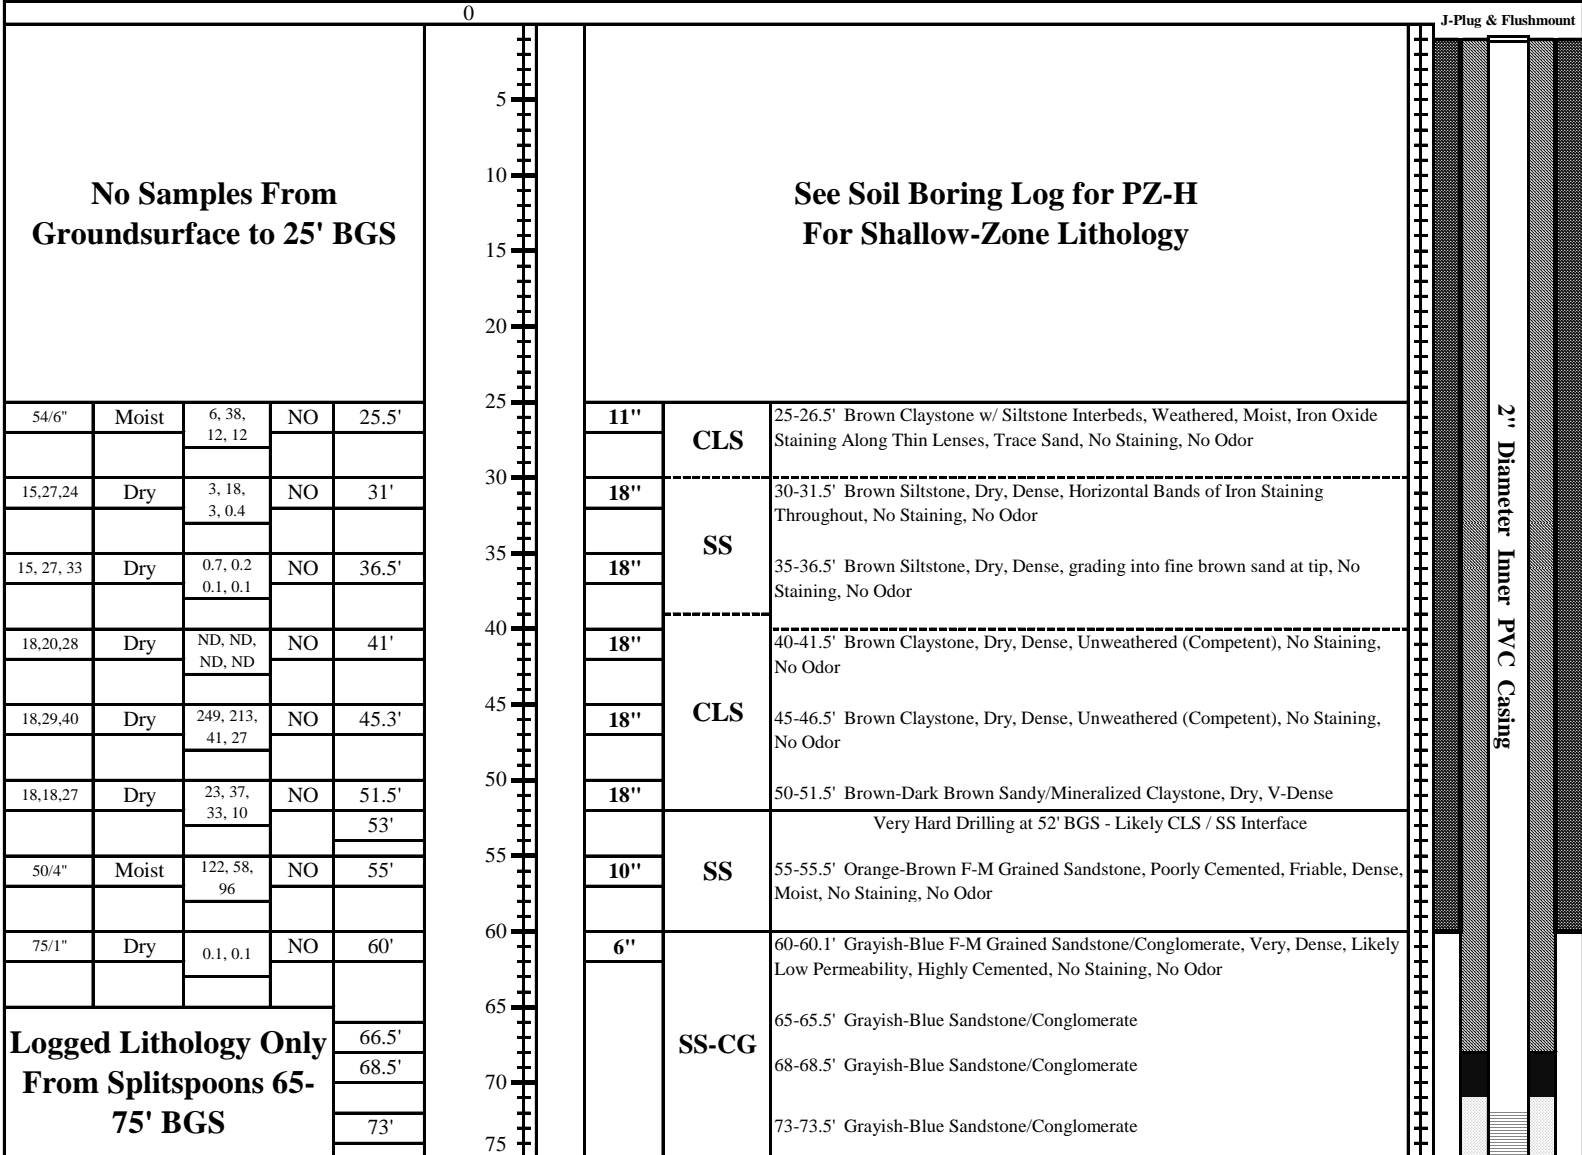 0
J-Plug & Flushmount
5
10
No Samples From
Groundsurface to 25' BGS
See Soil Boring Log for PZ-H
For Shallow-Zone Lithology
15
20
25
54/6" Moist 6, 38, NO 25.5'
12, 12
11"
CLS
25-26.5' Brown Claystone w/ Siltstone Interbeds, Weathered, Moist, Iron Oxide
Staining Along Thin Lenses, Trace Sand, No Staining, No Odor
2" Diameter Inner PVC Casing
30
15,27,24 Dry 3, 18, NO 31'
3, 0.4
18"
30-31.5' Brown Siltstone, Dry, Dense, Horizontal Bands of Iron Staining
Throughout, No Staining, No Odor
SS
35
15, 27, 33 Dry 0.7, 0.2 NO 36.5'
0.1, 0.1
18"
35-36.5' Brown Siltstone, Dry, Dense, grading into fine brown sand at tip, No
Staining, No Odor
40
18,20,28 Dry ND, ND, NO 41'
ND, ND
18"
40-41.5' Brown Claystone, Dry, Dense, Unweathered (Competent), No Staining,
No Odor
45
18,29,40 Dry 249, 213, NO 45.3'
41, 27
18"
CLS
45-46.5' Brown Claystone, Dry, Dense, Unweathered (Competent), No Staining,
No Odor
50
18,18,27 Dry 23, 37, NO 51.5'
33, 10
18"
50-51.5' Brown-Dark Brown Sandy/Mineralized Claystone, Dry, V-Dense
53'
Very Hard Drilling at 52' BGS - Likely CLS / SS Interface
55
50/4" Moist 122, 58, NO 55'
96
10"
SS
55-55.5' Orange-Brown F-M Grained Sandstone, Poorly Cemented, Friable, Dense,
Moist, No Staining, No Odor
60
75/1" Dry 0.1, 0.1 NO 60'
6"
60-60.1' Grayish-Blue F-M Grained Sandstone/Conglomerate, Very, Dense, Likely
Low Permeability, Highly Cemented, No Staining, No Odor
65
Logged Lithology Only
From Splitspoons 65-
75' BGS
66.5'
68.5'
73'
70
75
SS-CG
65-65.5' Grayish-Blue Sandstone/Conglomerate
68-68.5' Grayish-Blue Sandstone/Conglomerate
73-73.5' Grayish-Blue Sandstone/Conglomerate